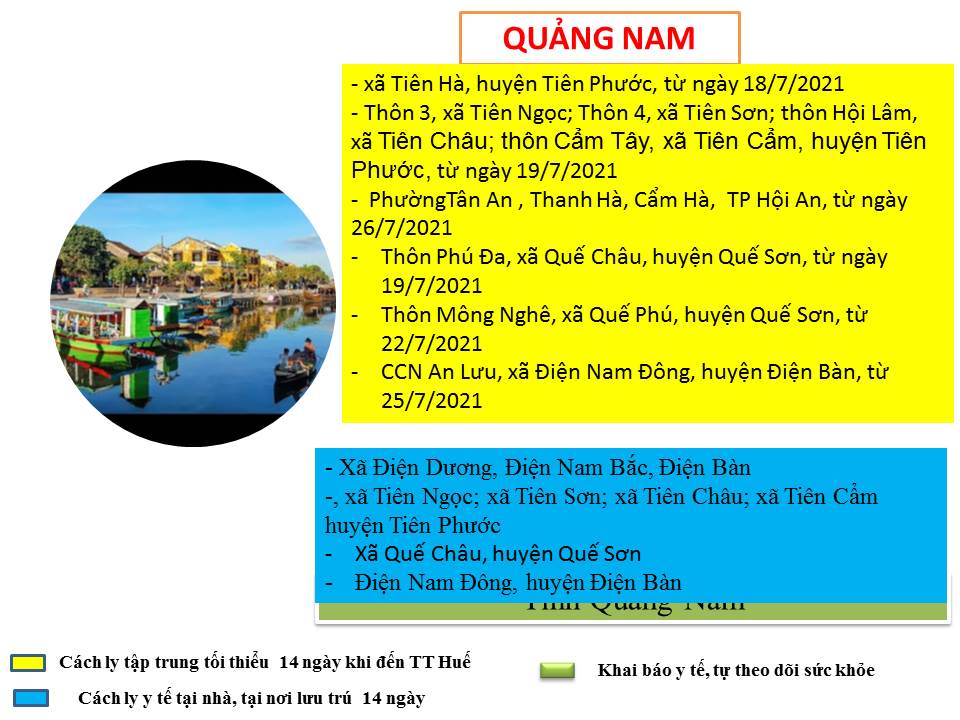 QUẢNG NAM
- xã Tiên Hà, huyện Tiên Phước, từ ngày 18/7/2021
- Thôn 3, xã Tiên Ngọc; Thôn 4, xã Tiên Sơn; thôn Hội Lâm,
xã Tiên Châu; thôn Cẩm Tây, xã Tiên Cẩm, huyện Tiên
Phước, từ ngày 19/7/2021
- PhườngTân An , Thanh Hà, Cẩm Hà, TP Hội An, từ ngày
26/7/2021
- Thôn Phú Đa, xã Quế Châu, huyện Quế Sơn, từ ngày
19/7/2021
- Thôn Mông Nghê, xã Quế Phú, huyện Quế Sơn, từ
22/7/2021
- CCN An Lưu, xã Điện Nam Đông, huyện Điện Bàn, từ
25/7/2021
- Xã Điện Dương, Điện Nam Bắc, Điện Bàn
-, xã Tiên Ngọc; xã Tiên Sơn; xã Tiên Châu; xã Tiên Cẩm
huyện Tiên Phước
- Xã Quế Châu, huyện Quế Sơn
- Điện Nam Đông, huyện Điện Bàn
Tỉnh Quảng Nam
Cách ly tập trung tối thiểu 14 ngày khi đến TT Huế
Khai báo y tế, tự theo dõi sức khỏe
Cách ly y tế tại nhà, tại nơi lưu trú 14 ngày